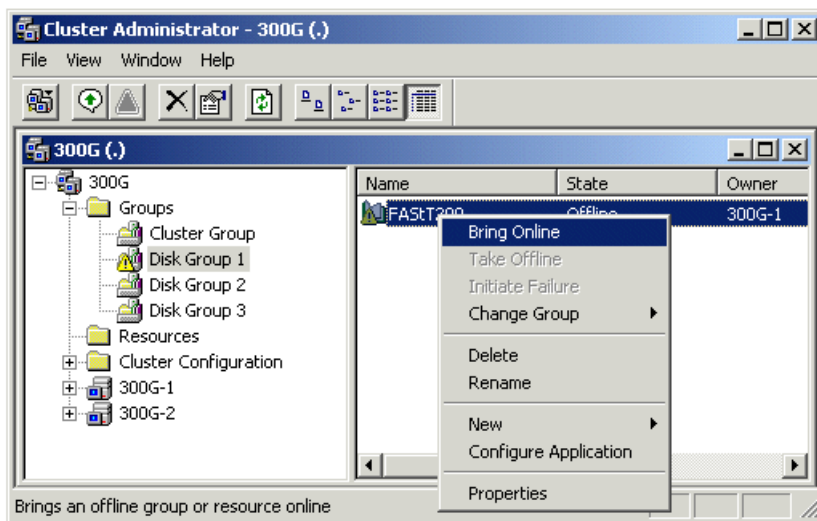 Cluster Administrator - 300G (.)
File View Window Help
300G (.)
300G
Groups
Cluster Group
Disk Group 1
Disk Group 2
Disk Group 3
Resources
Cluster Configuration
300G-1
300G-2
Name State Owner
FAStT200 Offline 300G-1
Bring Online
Take Offline
Initiate Failure
Change Group
Delete
Rename
New
Configure Application
Properties
Brings an offline group or resource online